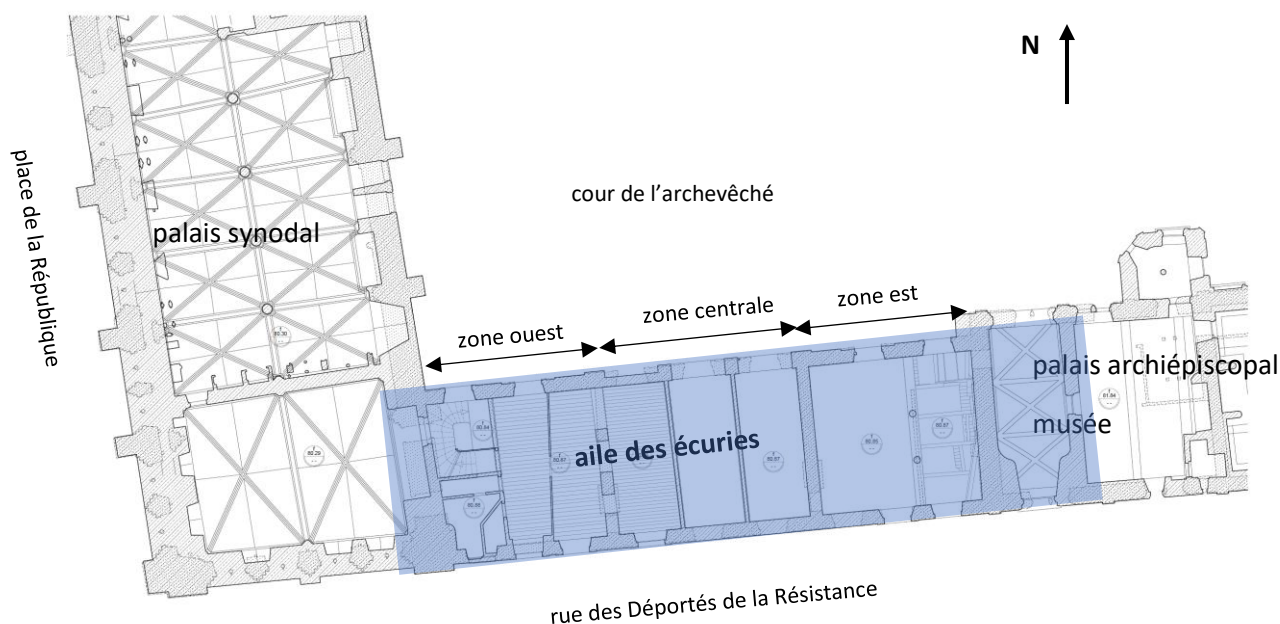 N
place de la République
cour de l’archevêché
palais synodal
zone ouest
zone centrale
zone est
palais archiépiscopal
musée
aile des écuries
rue des Déportés de la Résistance